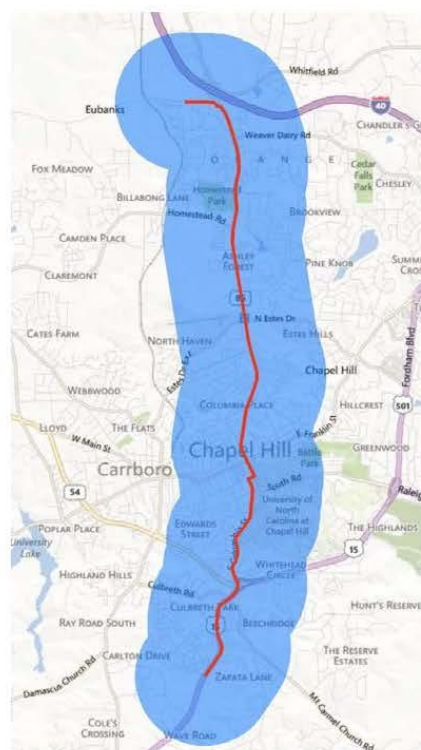 Whitfield Rd
40
Eubanks
CHANDLER'S G
Weaver Dairy Rd
O R A N G E
Cedar
Falls
Park
FOX MEADOW
CHESLEY
Homestead
Park
BILLABONG LANE
Homestead Rd
BROOKVIEW
CAMDEN PLACE
ASHLEY
FOREST
PINE KNOB
SUMM
CROS
CLAREMONT
86
N Estes Dr
CATES FARM
NORTH HAVEN
ESTES HILLS
Fordham Blvd
Estes Dr Ext
Chapel Hill
WEBBWOOD
COLUMBIA PLACE
HILLCREST
501
LLOYD
THE FLATS
E Franklin St
W Main St
Chapel Hill
GREENWOOD
Battle
Park
Carrboro
South Rd
Raleig
54
University
of North
Carolina at
Chapel Hill
POPLAR PLACE
EDWARDS
STREET
S Columbia St
THE HIGHLANDS
University
Lake
15
WHITEHEAD
CIRCLE
HIGHLAND HILLS
Culbreth Rd
CULBRETH PARK
HUNT'S RESERVE
RAY ROAD SOUTH
BEECHRIDGE
CARLTON DRIVE
THE RESERVE
ESTATES
Damascus Church Rd
ZAPATA LANE
Mt Carmel Church Rd
COLE'S
CROSSING
WAVE ROAD